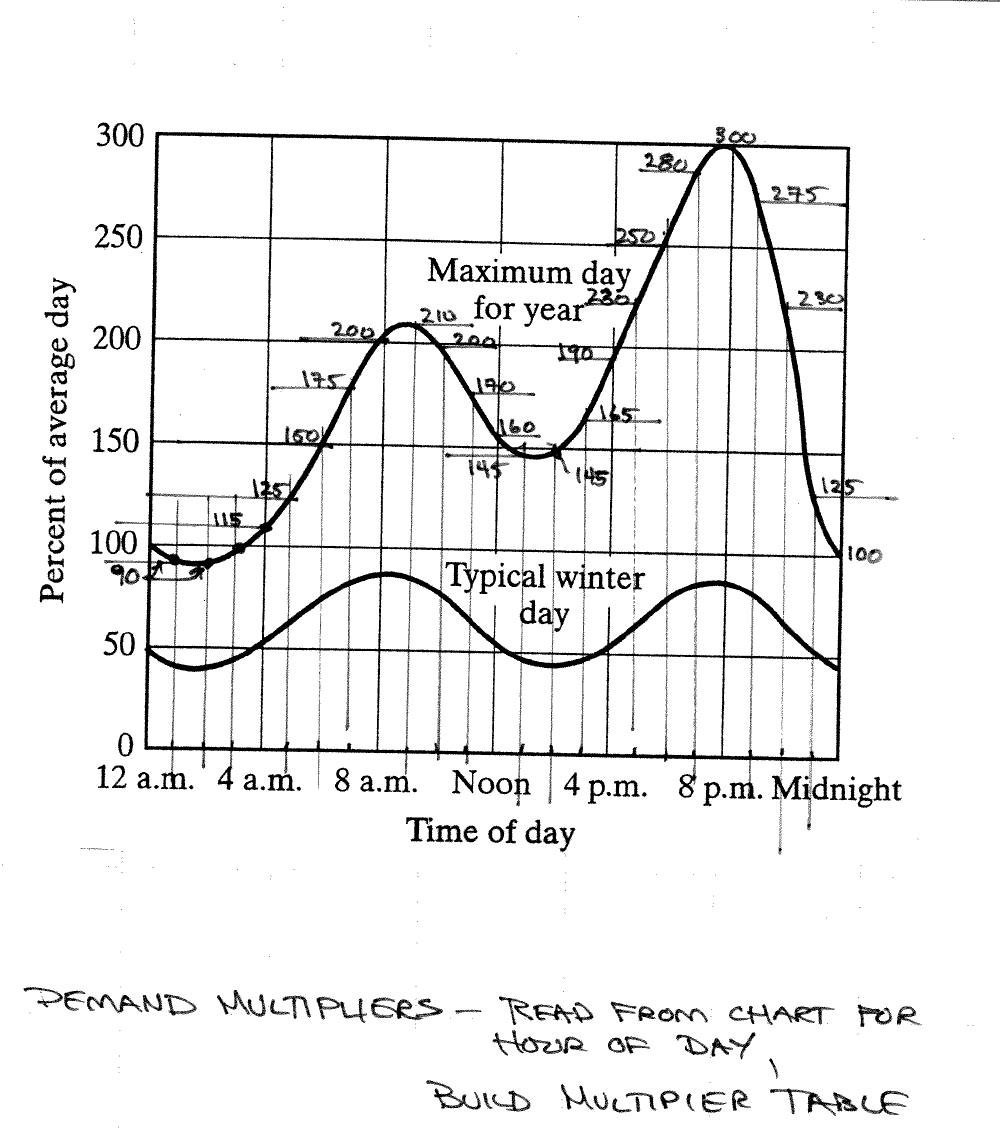 300
300
280
275
250
250
Maximum day
for year
230
230
210
200
200
200
190
175
170
165
160
150
150
145
145
125
125
115
100
100
90
Typical winter
day
50
0
Percent of average day
12 a.m. 4 a.m. 8 a.m. Noon 4 p.m. 8 p.m. Midnight
Time of day
DEMAND MULTIPLIERS — READ FROM CHART FOR
HOUR OF DAY,
BUILD MULTIPIER TABLE